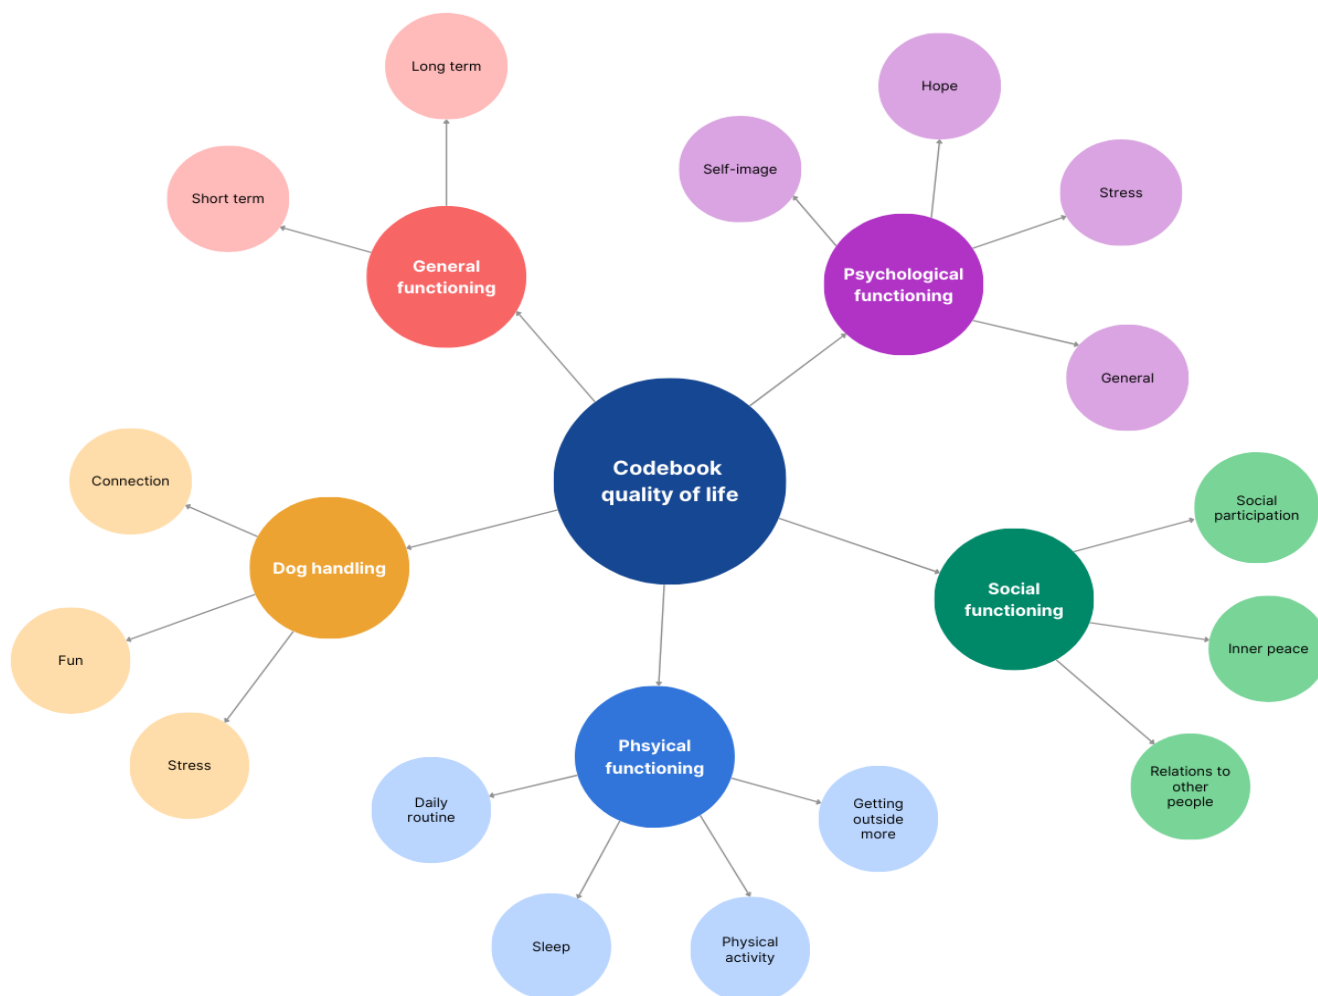 Long term
Hope
Self-image
Stress
Short term
General
functioning
Psychological
functioning
General
Codebook
quality of life
Connection
Social
participation
Dog handling
Social
functioning
Fun
Inner peace
Stress
Phsyical
functioning
Relations to
other
people
Daily
routine
Getting
outside
more
Sleep
Physical
activity